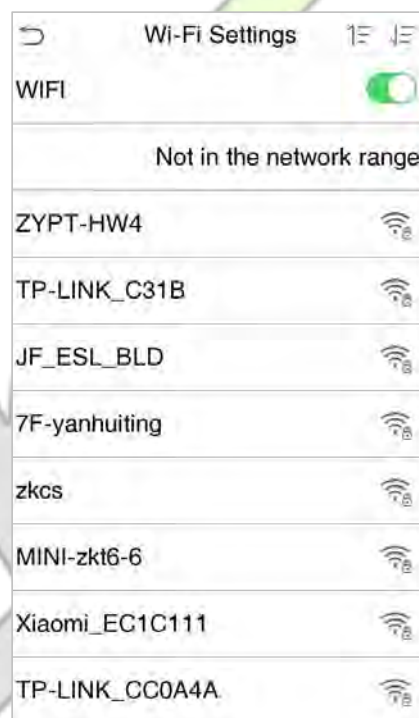 Wi-Fi Settings
WIFI
Not in the network range
ZYPT-HW4
TP-LINK_C31B
JF_ESL_BLD
7F-yanhuiting
zkcs
MINI-zkt6-6
Xiaomi_EC1C111
TP-LINK_CC0A4A